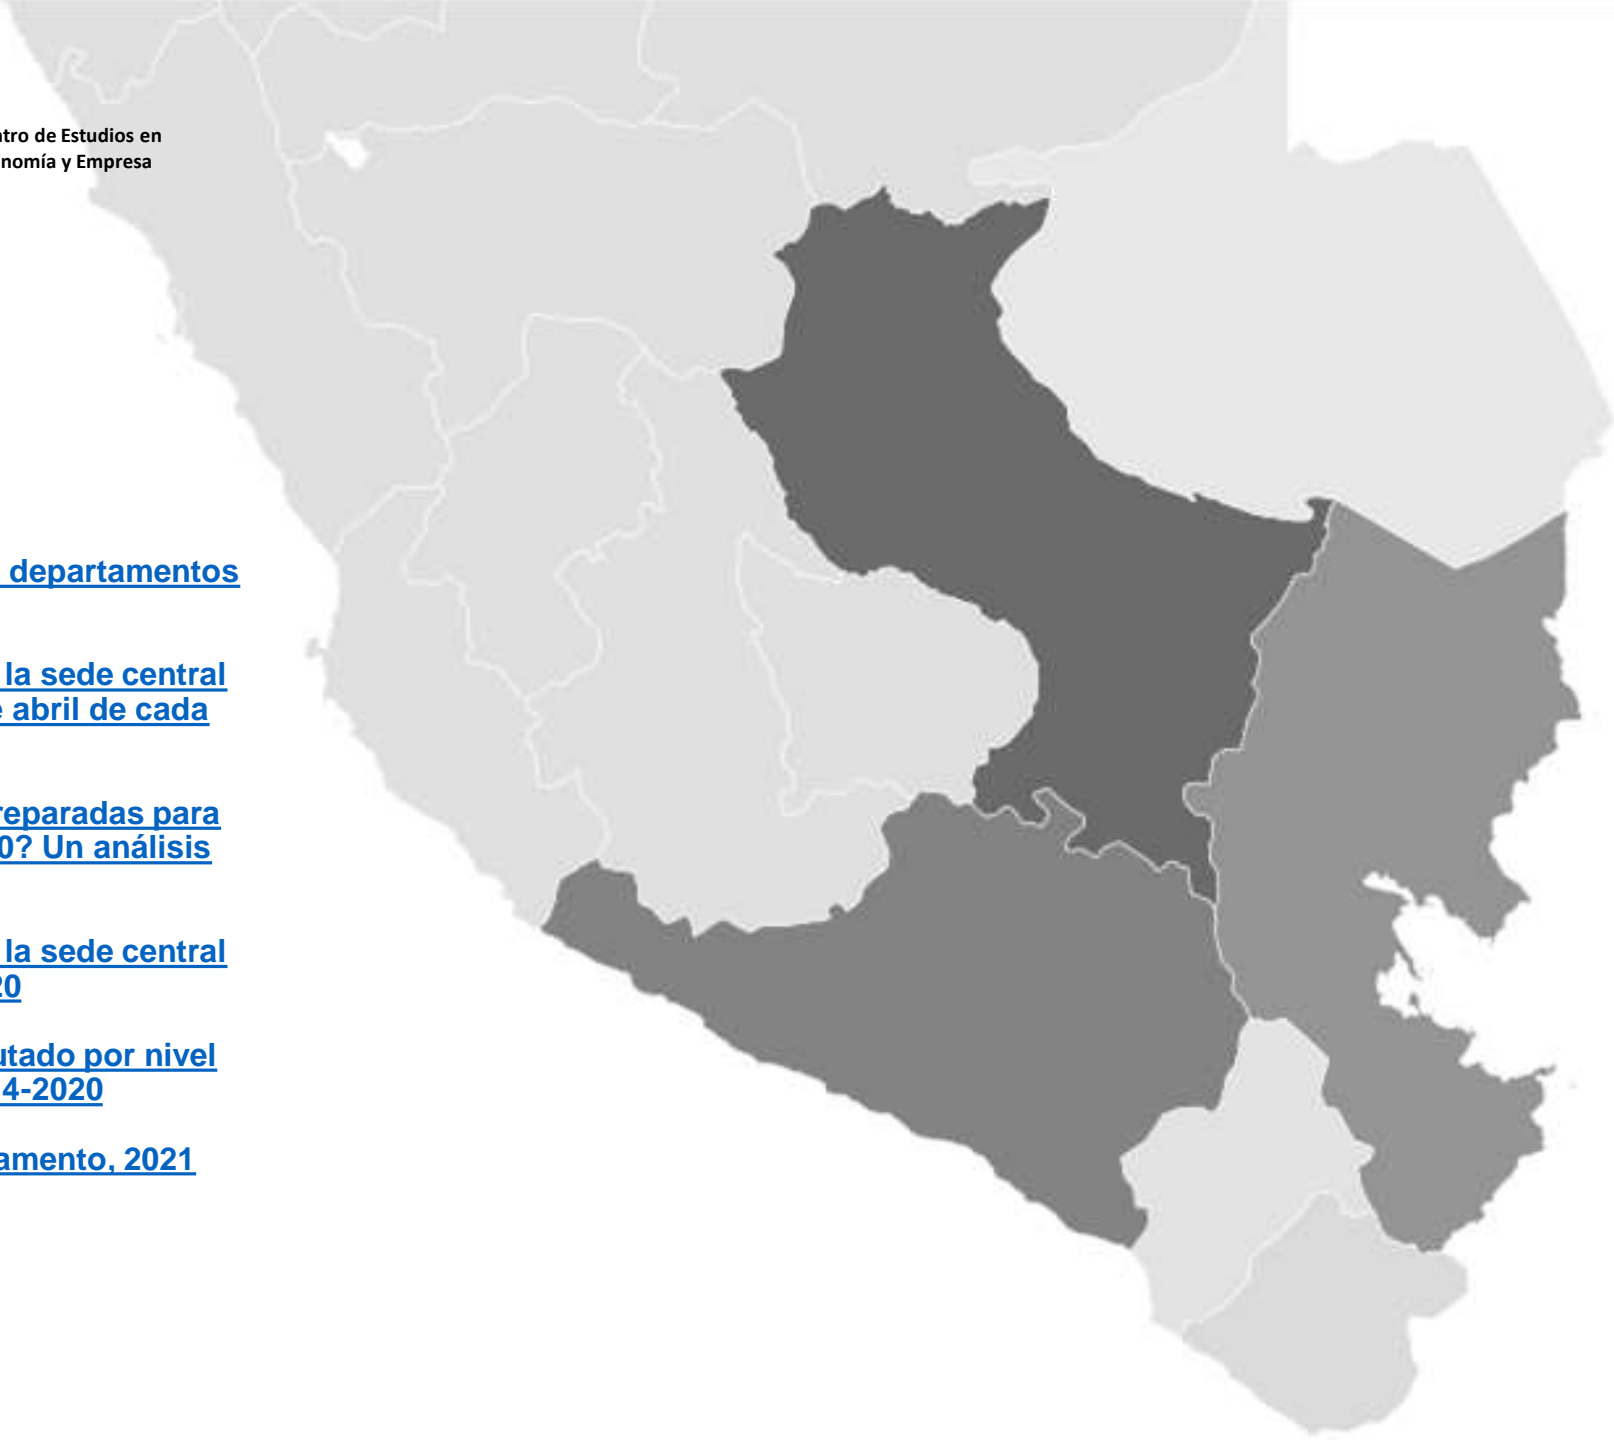 tro de Estudios en
nomía y Empresa
departamentos
la sede central
abril de cada
reparadas para
0? Un análisis
la sede central
20
utado por nivel
4-2020
amento, 2021